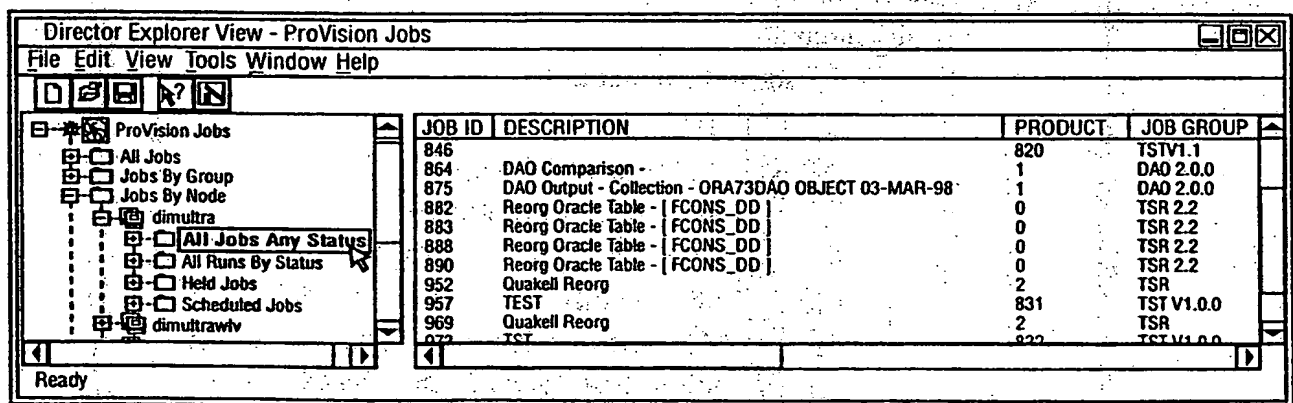 Director Explorer View - ProVision Jobs
File Edit View Tools Window Help
ProVision Jobs
All Jobs
Jobs By Group
Jobs By Node
dimultra
All Jobs Any Status
All Runs By Status
Held Jobs
Scheduled Jobs
dimultrawlv
JOB ID DESCRIPTION PRODUCT JOB GROUP
846 820 TSTV1.1
864 DAO Comparison - 1 DAO 2.0.0
875 DAO Output - Collection - ORA73DAO OBJECT 03-MAR-98 1 DAO 2.0.0
882 Reorg Oracle Table - [ FCONS_DD ] 0 TSR 2.2
883 Reorg Oracle Table - [ FCONS_DD ] 0 TSR 2.2
888 Reorg Oracle Table - [ FCONS_DD ] 0 TSR 2.2
890 Reorg Oracle Table - [ FCONS_DD ] 0 TSR 2.2
952 Quakell Reorg 2 TSR
957 TEST 831 TST V1.0.0
969 Quakell Reorg 2 TSR
TST TST V1.0.0
Ready